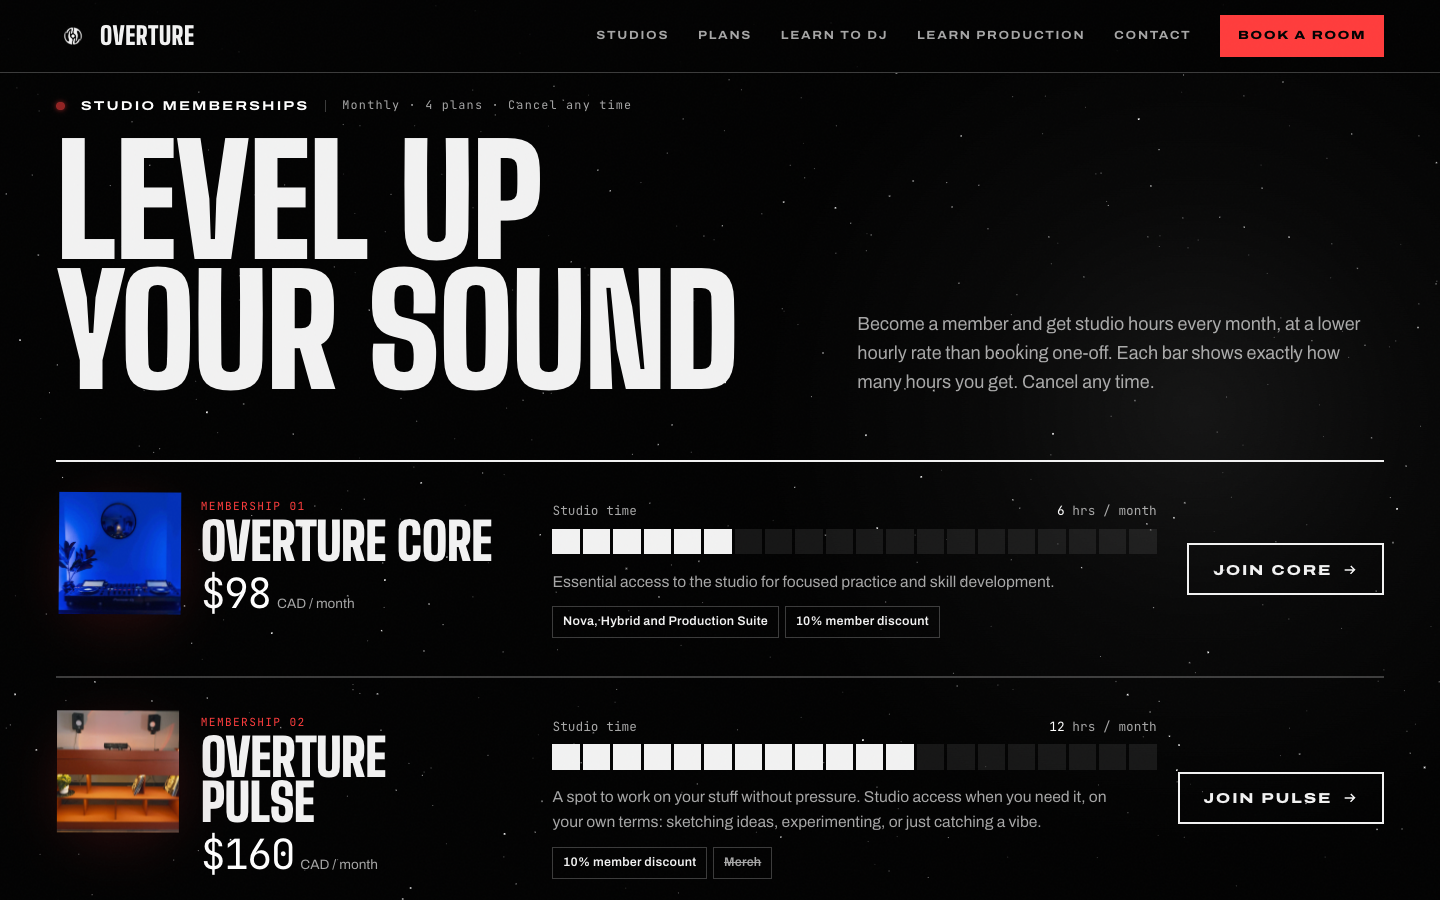 OVERTURE
STUDIOS
PLANS
LEARN TO DJ
LEARN PRODUCTION
CONTACT
BOOK A ROOM
STUDIO MEMBERSHIPS
Monthly · 4 plans · Cancel any time
LEVEL UP
YOUR SOUND
Become a member and get studio hours every month, at a lower
hourly rate than booking one-off. Each bar shows exactly how
many hours you get. Cancel any time.
MEMBERSHIP 01
OVERTURE CORE
$98 CAD / month
Studio time
6 hrs / month
Essential access to the studio for focused practice and skill development.
Nova, Hybrid and Production Suite
10% member discount
JOIN CORE →
MEMBERSHIP 02
OVERTURE
PULSE
$160 CAD / month
Studio time
12 hrs / month
A spot to work on your stuff without pressure. Studio access when you need it, on
your own terms: sketching ideas, experimenting, or just catching a vibe.
10% member discount
Merch
JOIN PULSE →